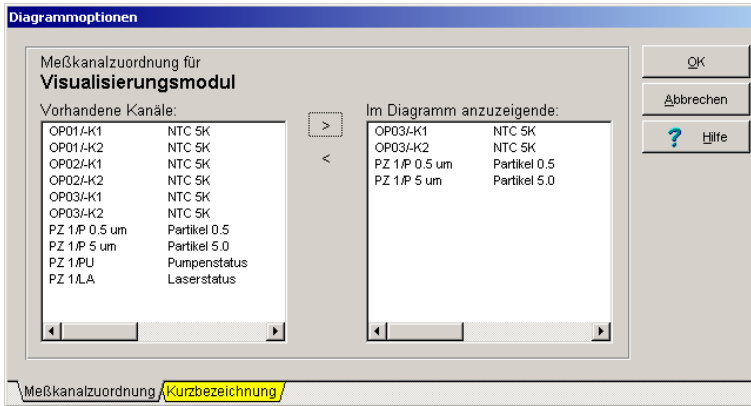 Diagrammoptionen
Meßkanalzuordnung für
Visualisierungsmodul
Vorhandene Kanäle:
OP01/-K1 NTC 5K
OP01/-K2 NTC 5K
OP02/-K1 NTC 5K
OP02/-K2 NTC 5K
OP03/-K1 NTC 5K
OP03/-K2 NTC 5K
PZ 1/P 0.5 um Partikel 0.5
PZ 1/P 5 um Partikel 5.0
PZ 1/PU Pumpenstatus
PZ 1/LA Laserstatus
>
<
Im Diagramm anzuzeigende:
OP03/-K1 NTC 5K
OP03/-K2 NTC 5K
PZ 1/P 0.5 um Partikel 0.5
PZ 1/P 5 um Partikel 5.0
OK
Abbrechen
? Hilfe
Meßkanalzuordnung
Kurzbezeichnung